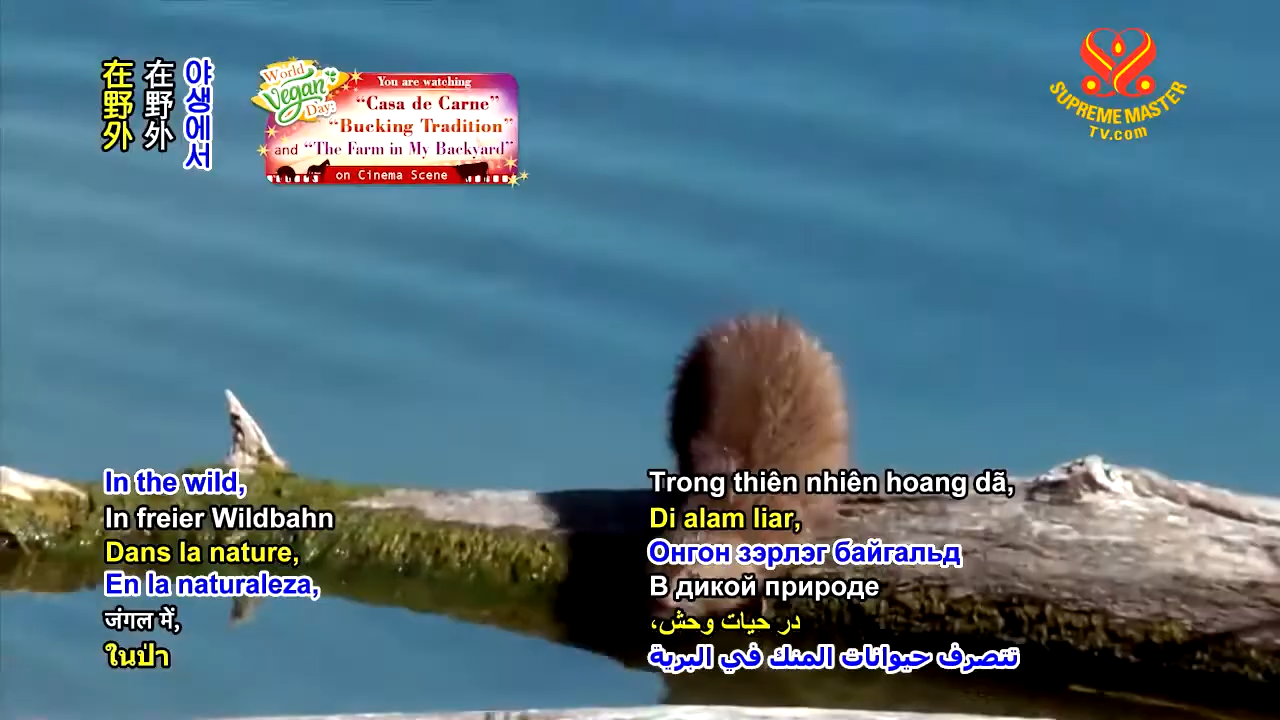 在野外
在野外
야생에서
World
Vegan
Day:
You are watching
“Casa de Carne”
“Bucking Tradition”
and “The Farm in My Backyard”
on Cinema Scene
SUPREME MASTER
TV.com
In the wild,
In freier Wildbahn
Dans la nature,
En la naturaleza,
जंगल में,
ในป่า
Trong thiên nhiên hoang dã,
Di alam liar,
Онгон зэрлэг байгальд
В дикой природе
در حیات وحش،
تتصرف حيوانات المنك في البرية